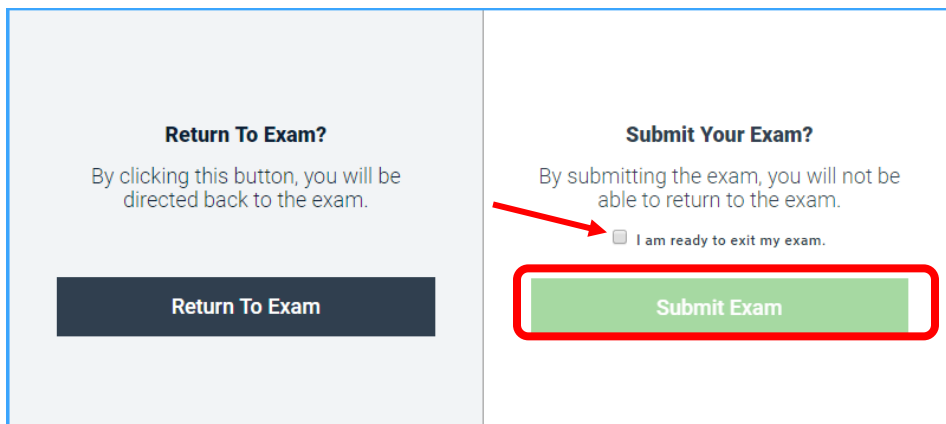 Return To Exam?
By clicking this button, you will be
directed back to the exam.
Return To Exam
Submit Your Exam?
By submitting the exam, you will not be
able to return to the exam.
I am ready to exit my exam.
Submit Exam